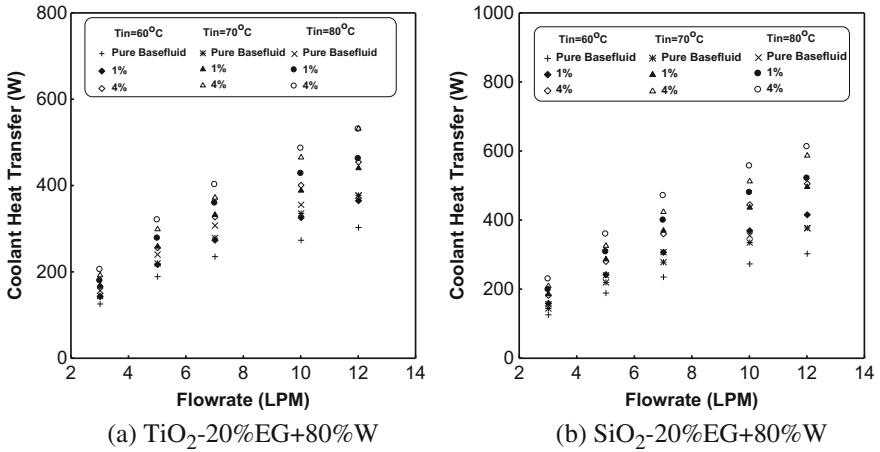 800
600
400
200
0
Coolant Heat Transfer (W)
Tin=60°C Tin=70°C Tin=80°C
Pure Basefluid Pure Basefluid Pure Basefluid
1% 1% 1%
4% 4% 4%
2 4 6 8 10 12 14
Flowrate (LPM)
(a) TiO₂-20%EG+80%W
1000
800
600
400
200
0
Coolant Heat Transfer (W)
Tin=60°C Tin=70°C Tin=80°C
Pure Basefluid Pure Basefluid Pure Basefluid
1% 1% 1%
4% 4% 4%
2 4 6 8 10 12 14
Flowrate (LPM)
(b) SiO₂-20%EG+80%W